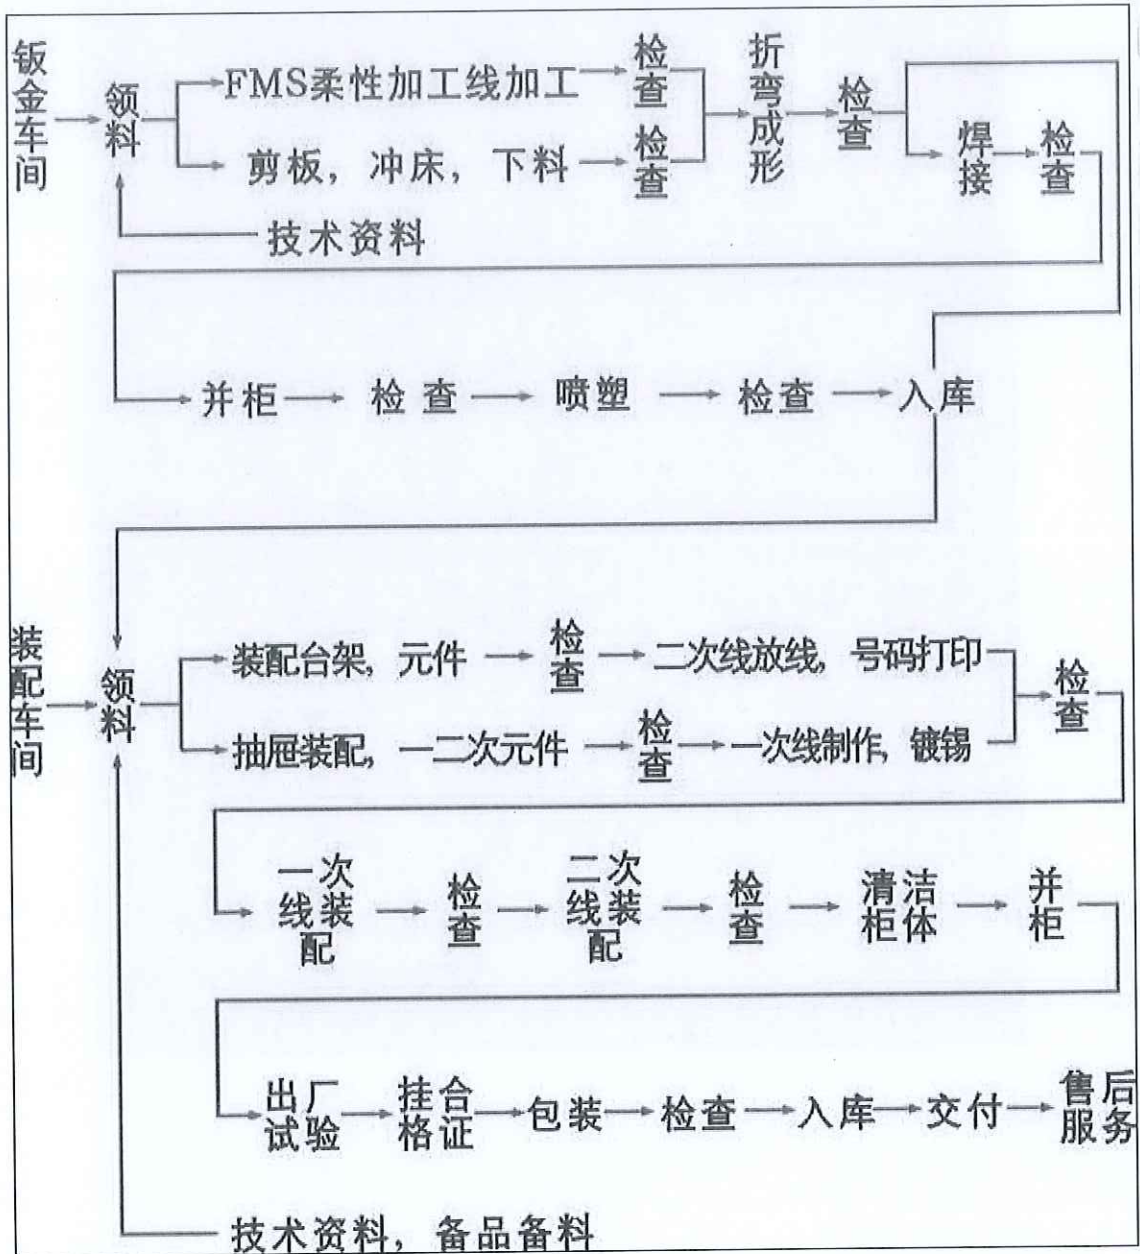 钣金车间
领料
FMS柔性加工线加工
检查
剪板，冲床，下料
检查
折弯成形
检查
焊接
检查
技术资料
并柜
检查
喷塑
检查
入库
装配车间
领料
装配台架，元件
检查
二次线放线，号码打印
抽屉装配，一二次元件
检查
一次线制作，镀锡
检查
一次
线装
配
检查
二次
线装
配
检查
清洁
柜体
并柜
出厂
试验
挂合
格证
包装
检查
入库
交付
售后
服务
技术资料，备品备料